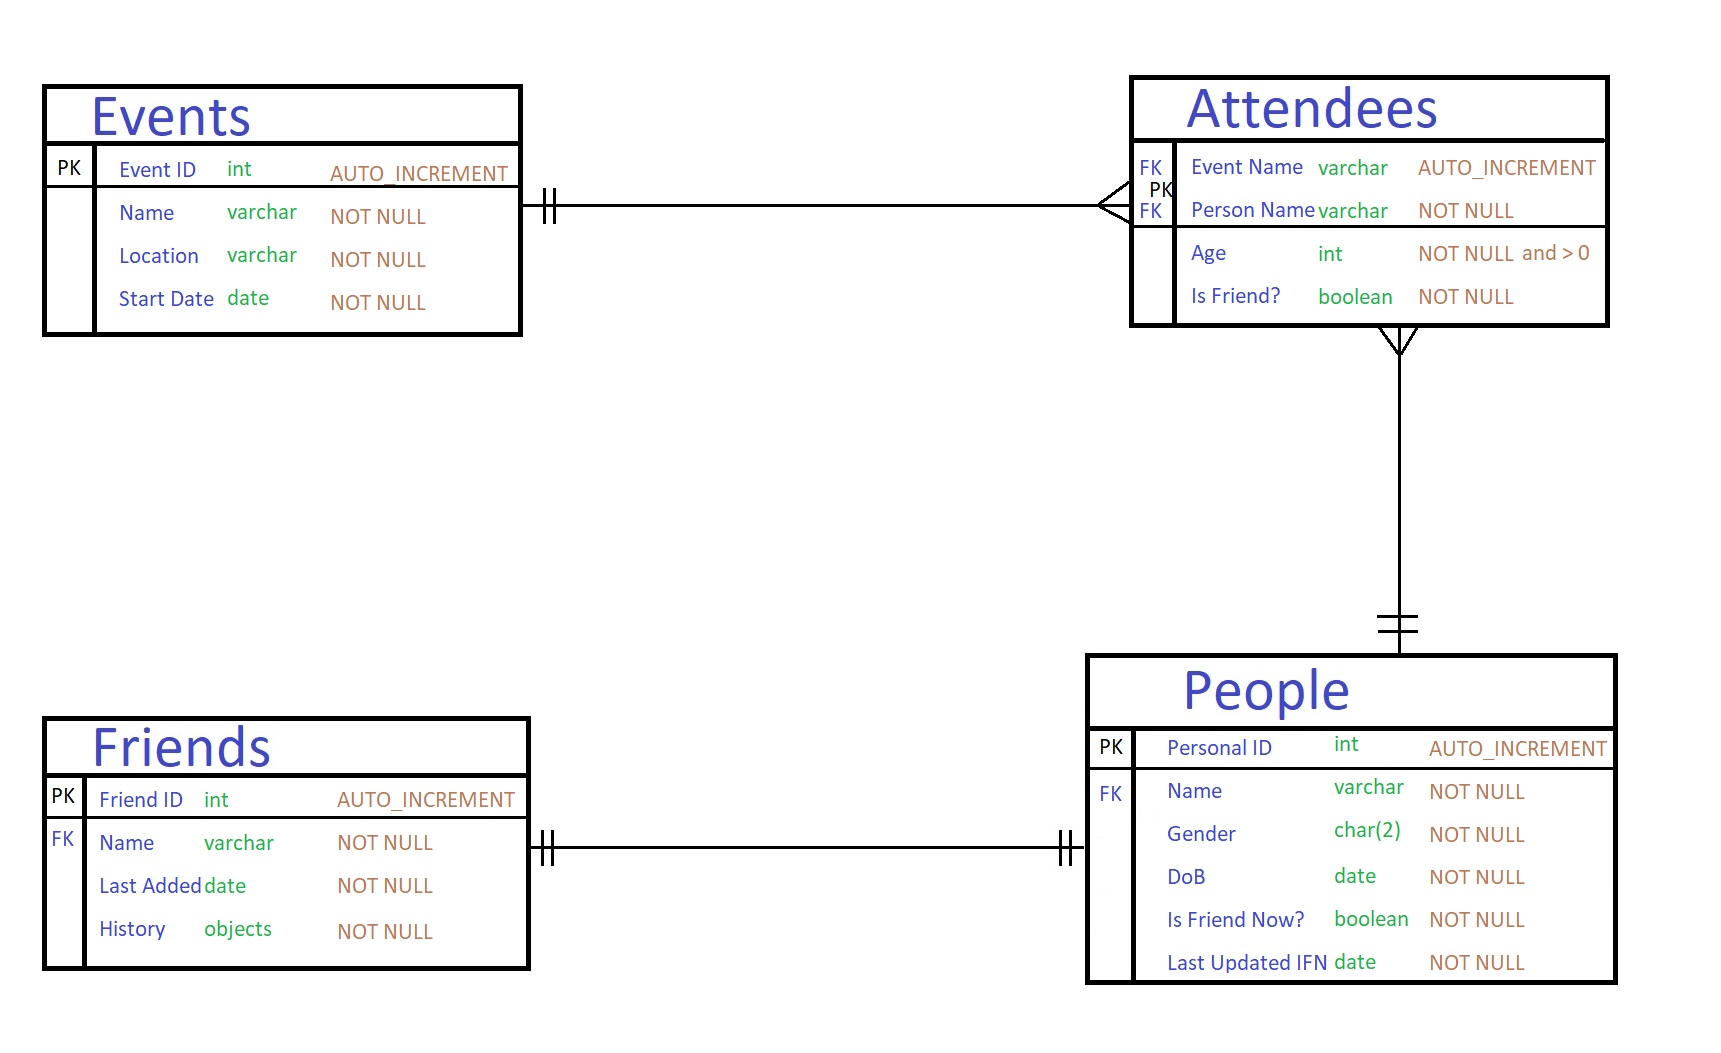 Events
PK Event ID int AUTO_INCREMENT
Name varchar NOT NULL
Location varchar NOT NULL
Start Date date NOT NULL
Attendees
FK Event Name varchar AUTO_INCREMENT
PK
FK Person Name varchar NOT NULL
Age int NOT NULL and > 0
Is Friend? boolean NOT NULL
Friends
PK Friend ID int AUTO_INCREMENT
FK Name varchar NOT NULL
Last Added date NOT NULL
History objects NOT NULL
People
PK Personal ID int AUTO_INCREMENT
FK Name varchar NOT NULL
Gender char(2) NOT NULL
DoB date NOT NULL
Is Friend Now? boolean NOT NULL
Last Updated IFN date NOT NULL